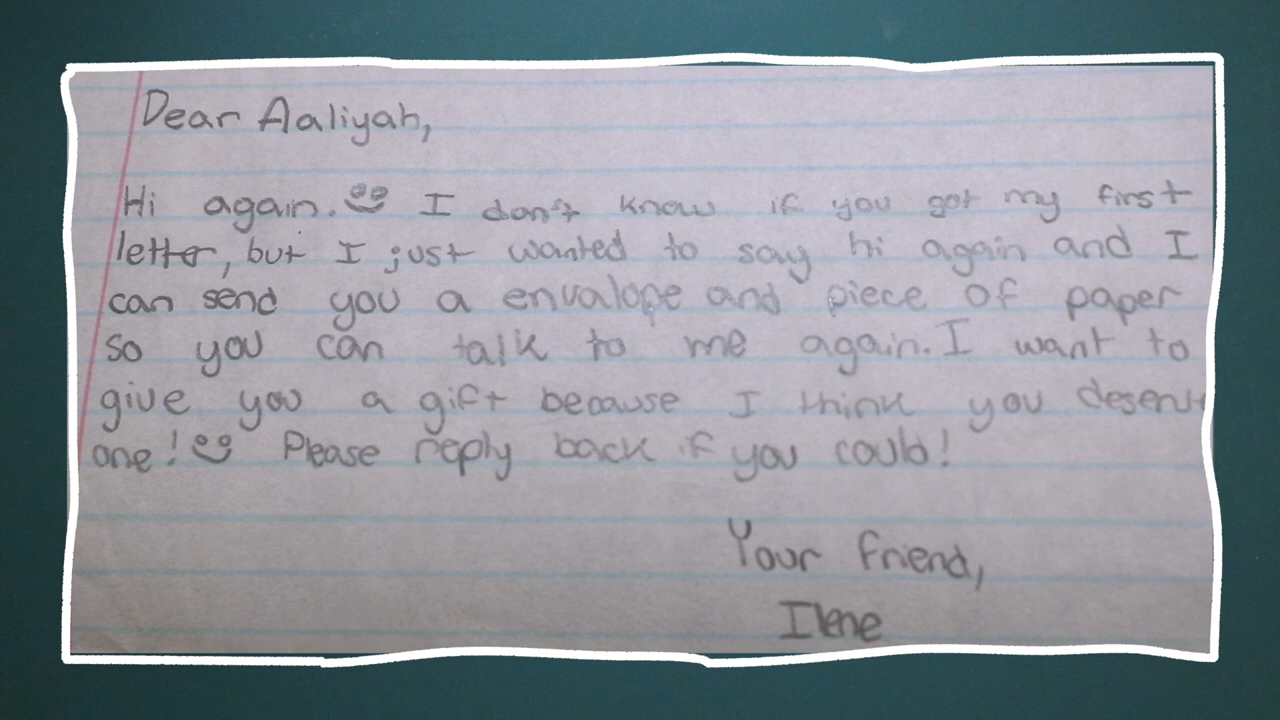 Dear Aaliyah,
Hi again. I don't know if you got my first
letter, but I just wanted to say hi again and I
can send you a envalope and piece of paper
so you can talk to me again. I want to
give you a gift because I think you deserve
one! Please reply back if you could!
Your friend,
Ilene